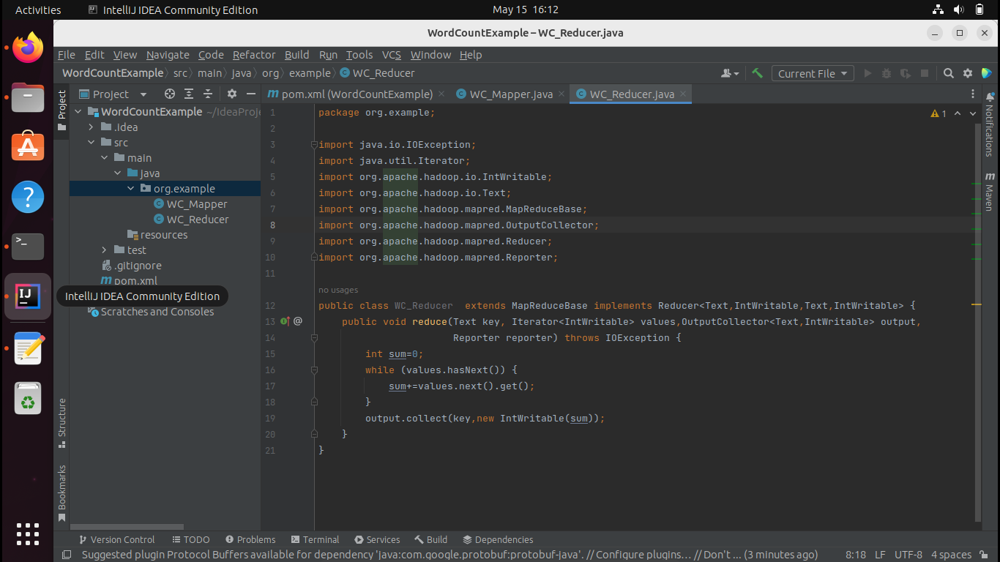 Activities
IntelliJ IDEA Community Edition
May 15 16:12
WordCountExample – WC_Reducer.java
File Edit View Navigate Code Refactor Build Run Tools VCS Window Help
WordCountExample src main java org example WC_Reducer
Current File
Project
Project
pom.xml (WordCountExample)
WC_Mapper.java
WC_Reducer.java
WordCountExample ~/IdeaProje
.idea
src
main
java
org.example
WC_Mapper
WC_Reducer
resources
test
.gitignore
pom.xml
IntelliJ IDEA Community Edition
Scratches and Consoles
Structure
Bookmarks
1 package org.example;
2
3 import java.io.IOException;
4 import java.util.Iterator;
5 import org.apache.hadoop.io.IntWritable;
6 import org.apache.hadoop.io.Text;
7 import org.apache.hadoop.mapred.MapReduceBase;
8 import org.apache.hadoop.mapred.OutputCollector;
9 import org.apache.hadoop.mapred.Reducer;
10 import org.apache.hadoop.mapred.Reporter;
11
no usages
12 public class WC_Reducer  extends MapReduceBase implements Reducer<Text,IntWritable,Text,IntWritable> {
13 public void reduce(Text key, Iterator<IntWritable> values,OutputCollector<Text,IntWritable> output,
14 Reporter reporter) throws IOException {
15 int sum=0;
16 while (values.hasNext()) {
17 sum+=values.next().get();
18 }
19 output.collect(key,new IntWritable(sum));
20 }
21 }
1
Notifications
m
Maven
Version Control TODO Problems Terminal Services Build Dependencies
Suggested plugin Protocol Buffers available for dependency 'java:com.google.protobuf:protobuf-java'. // Configure plugins... // Don't ... (3 minutes ago)
8:18 LF UTF-8 4 spaces